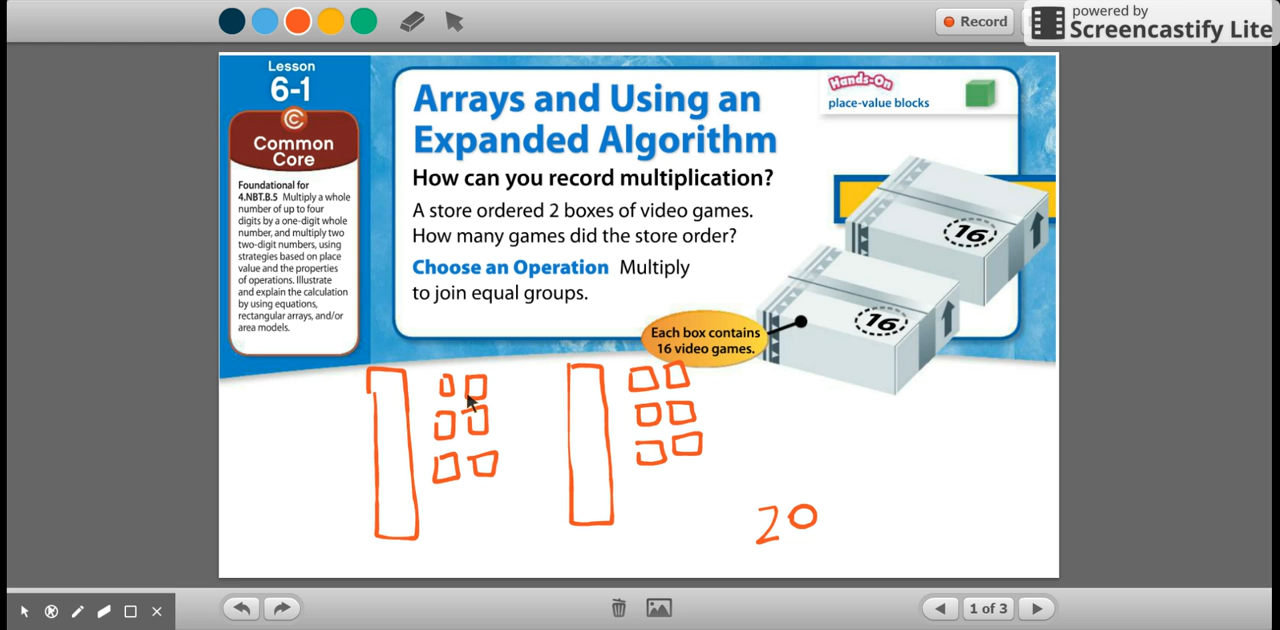 Record
powered by
Screencastify Lite
Lesson
6-1
C
Common
Core
Foundational for
4.NBT.B.5 Multiply a whole
number of up to four
digits by a one-digit whole
number, and multiply two
two-digit numbers, using
strategies based on place
value and the properties
of operations. Illustrate
and explain the calculation
by using equations,
rectangular arrays, and/or
area models.
Arrays and Using an
Expanded Algorithm
How can you record multiplication?
A store ordered 2 boxes of video games.
How many games did the store order?
Choose an Operation Multiply
to join equal groups.
Hands-On
place-value blocks
16
16
Each box contains
16 video games.
20
1 of 3